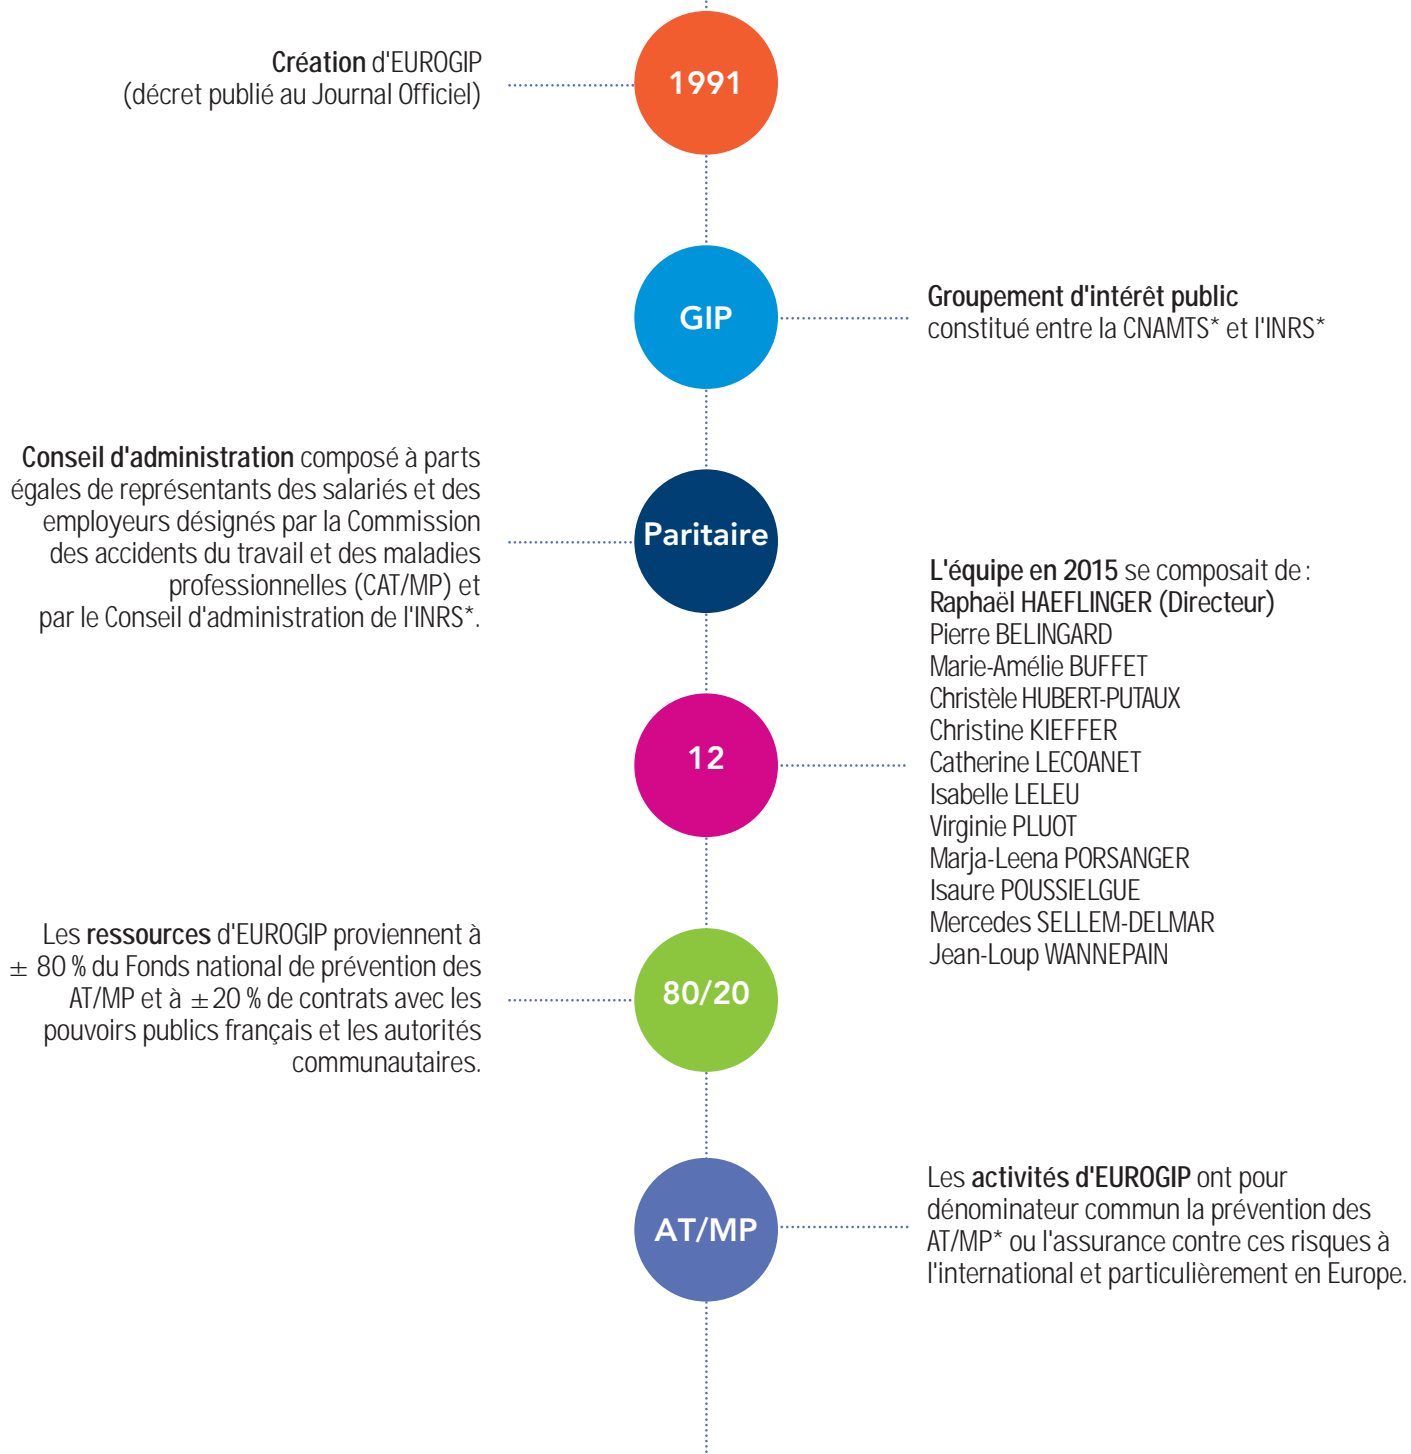 Création d'EUROGIP
(décret publié au Journal Officiel)
1991
GIP
Groupement d'intérêt public
constitué entre la CNAMTS* et l'INRS*
Conseil d'administration composé à parts
égales de représentants des salariés et des
employeurs désignés par la Commission
des accidents du travail et des maladies
professionnelles (CAT/MP) et
par le Conseil d'administration de l'INRS*.
Paritaire
12
L'équipe en 2015 se composait de :
Raphaël HAEFLINGER (Directeur)
Pierre BELINGARD
Marie-Amélie BUFFET
Christèle HUBERT-PUTAUX
Christine KIEFFER
Catherine LECOANET
Isabelle LELEU
Virginie PLUOT
Marja-Leena PORSANGER
Isaure POUSSIELGUE
Mercedes SELLEM-DELMAR
Jean-Loup WANNEPAIN
Les ressources d'EUROGIP proviennent à
± 80 % du Fonds national de prévention des
AT/MP et à ± 20 % de contrats avec les
pouvoirs publics français et les autorités
communautaires.
80/20
AT/MP
Les activités d'EUROGIP ont pour
dénominateur commun la prévention des
AT/MP* ou l'assurance contre ces risques à
l'international et particulièrement en Europe.